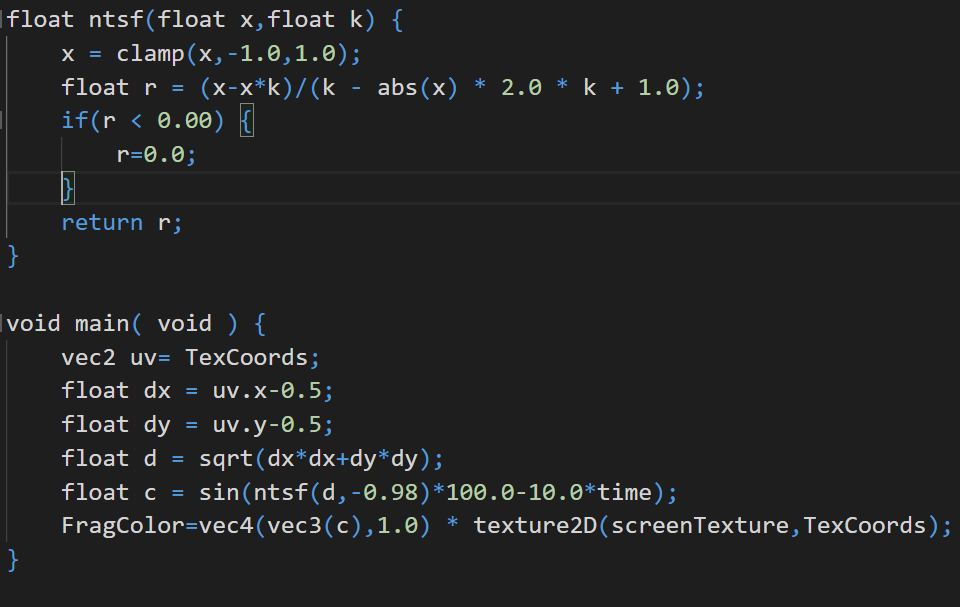 float ntsf(float x,float k) {
    x = clamp(x,-1.0,1.0);
    float r = (x-x*k)/(k - abs(x) * 2.0 * k + 1.0);
    if(r < 0.00) {
        r=0.0;
    }
    return r;
}

void main( void ) {
    vec2 uv= TexCoords;
    float dx = uv.x-0.5;
    float dy = uv.y-0.5;
    float d = sqrt(dx*dx+dy*dy);
    float c = sin(ntsf(d,-0.98)*100.0-10.0*time);
    FragColor=vec4(vec3(c),1.0) * texture2D(screenTexture,TexCoords);
}